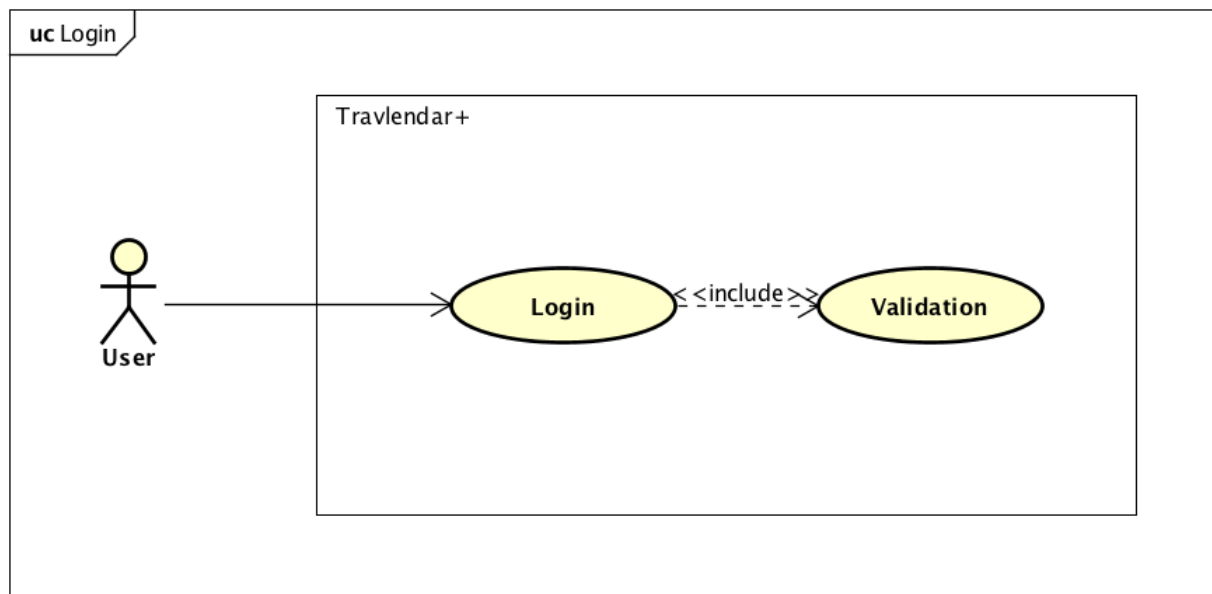 uc Login
Travlendar+
Login
<<include>>
Validation
User